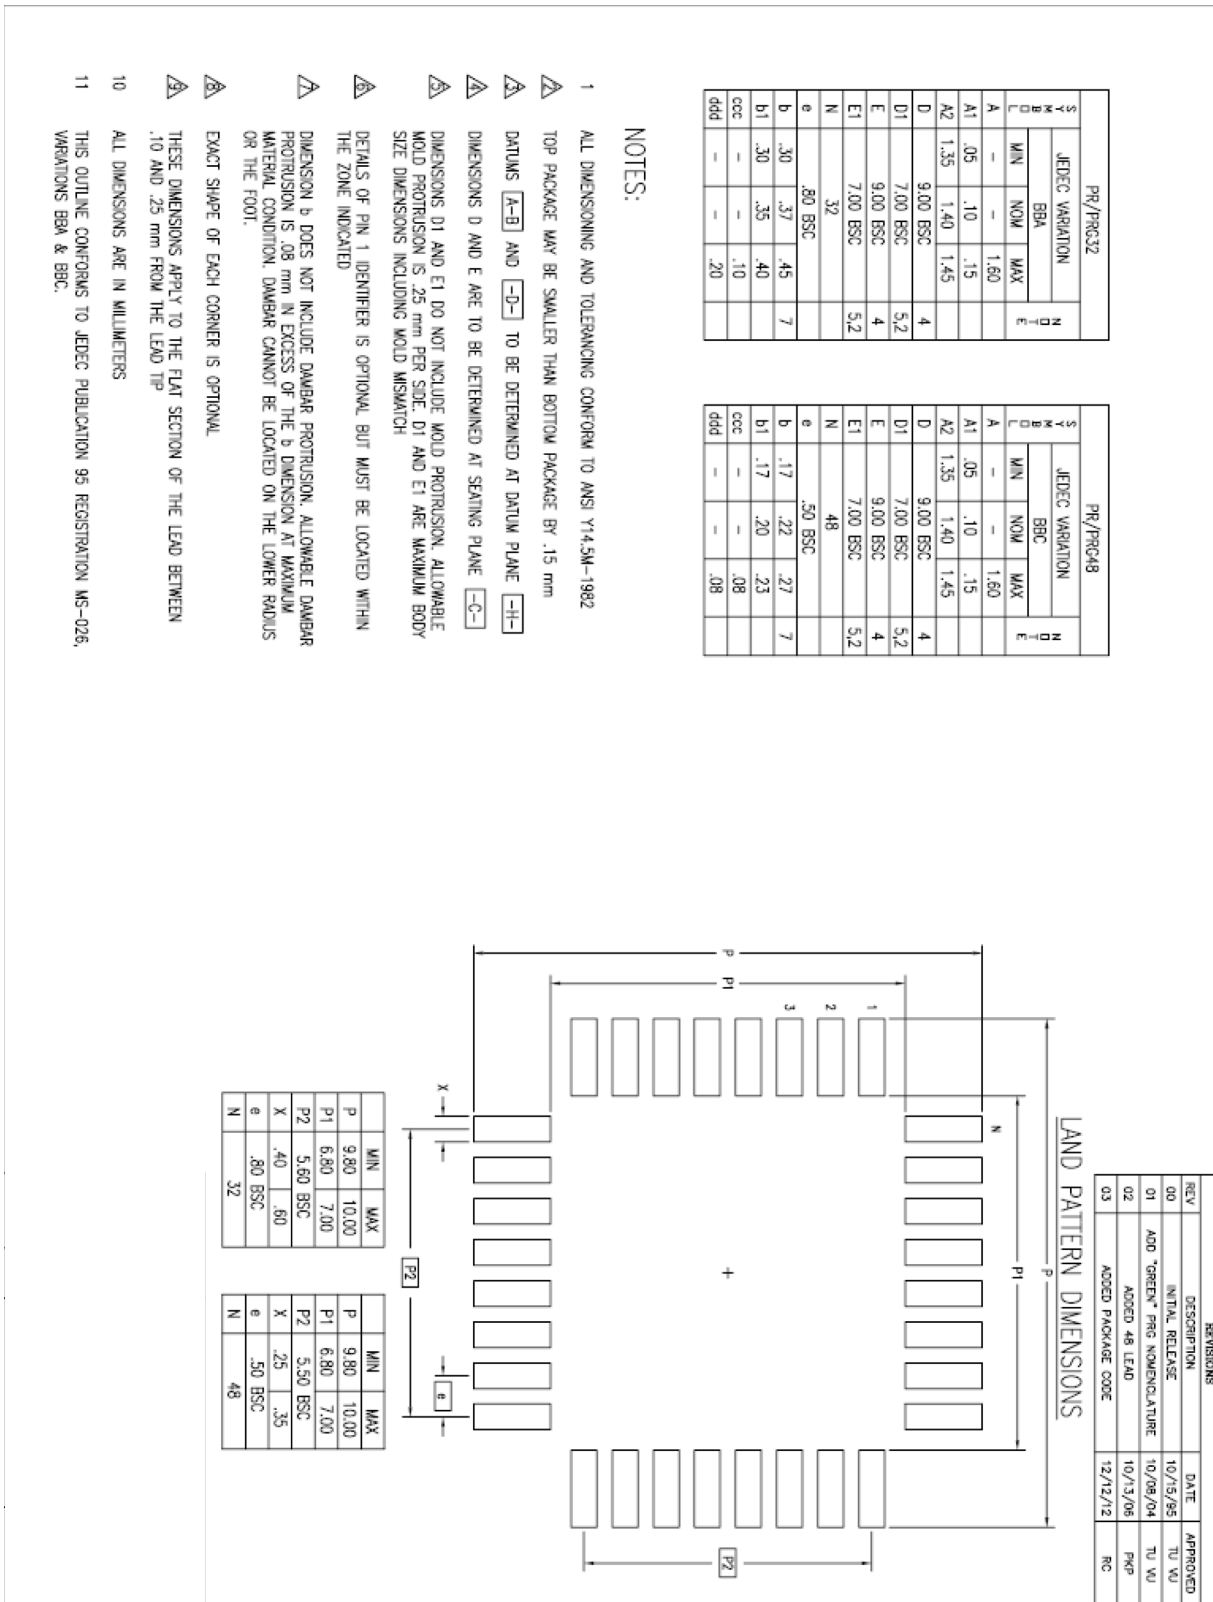 REVISIONS
REV DESCRIPTION DATE APPROVED
00 INITIAL RELEASE 10/15/95 TU VU
01 ADD "GREEN" PRG NOMENCLATURE 10/08/04 TU VU
02 ADDED 48 LEAD 10/13/06 PKP
03 ADDED PACKAGE CODE 12/12/12 RC
PR/PRG32
SYMBOL JEDEC VARIATION NOTE
BBA
MIN NOM MAX
A – – 1.60
A1 .05 .10 .15
A2 1.35 1.40 1.45
D 9.00 BSC 4
D1 7.00 BSC 5,2
E 9.00 BSC 4
E1 7.00 BSC 5,2
N 32
e .80 BSC
b .30 .37 .45 7
b1 .30 .35 .40
ccc – – .10
ddd – – .20
PR/PRG48
SYMBOL JEDEC VARIATION NOTE
BBC
MIN NOM MAX
A – – 1.60
A1 .05 .10 .15
A2 1.35 1.40 1.45
D 9.00 BSC 4
D1 7.00 BSC 5,2
E 9.00 BSC 4
E1 7.00 BSC 5,2
N 48
e .50 BSC
b .17 .22 .27 7
b1 .17 .20 .23
ccc – – .08
ddd – – .08
LAND PATTERN DIMENSIONS
P
P1
N
1
2
3
P
P1
P2
X
e
P2
MIN MAX
P 9.80 10.00
P1 6.80 7.00
P2 5.60 BSC
X .40 .60
e .80 BSC
N 32
MIN MAX
P 9.80 10.00
P1 6.80 7.00
P2 5.50 BSC
X .25 .35
e .50 BSC
N 48
NOTES:
1 ALL DIMENSIONING AND TOLERANCING CONFORM TO ANSI Y14.5M-1982
2 TOP PACKAGE MAY BE SMALLER THAN BOTTOM PACKAGE BY .15 mm
3 DATUMS A-B AND -D- TO BE DETERMINED AT DATUM PLANE -H-
4 DIMENSIONS D AND E ARE TO BE DETERMINED AT SEATING PLANE -C-
5 DIMENSIONS D1 AND E1 DO NOT INCLUDE MOLD PROTRUSION. ALLOWABLE
MOLD PROTRUSION IS .25 mm PER SIDE. D1 AND E1 ARE MAXIMUM BODY
SIZE DIMENSIONS INCLUDING MOLD MISMATCH
6 DETAILS OF PIN 1 IDENTIFIER IS OPTIONAL BUT MUST BE LOCATED WITHIN
THE ZONE INDICATED
7 DIMENSION b DOES NOT INCLUDE DAMBAR PROTRUSION. ALLOWABLE DAMBAR
PROTRUSION IS .08 mm IN EXCESS OF THE b DIMENSION AT MAXIMUM
MATERIAL CONDITION. DAMBAR CANNOT BE LOCATED ON THE LOWER RADIUS
OR THE FOOT.
8 EXACT SHAPE OF EACH CORNER IS OPTIONAL
9 THESE DIMENSIONS APPLY TO THE FLAT SECTION OF THE LEAD BETWEEN
.10 AND .25 mm FROM THE LEAD TIP
10 ALL DIMENSIONS ARE IN MILLIMETERS
11 THIS OUTLINE CONFORMS TO JEDEC PUBLICATION 95 REGISTRATION MS-026,
VARIATIONS BBA & BBC.